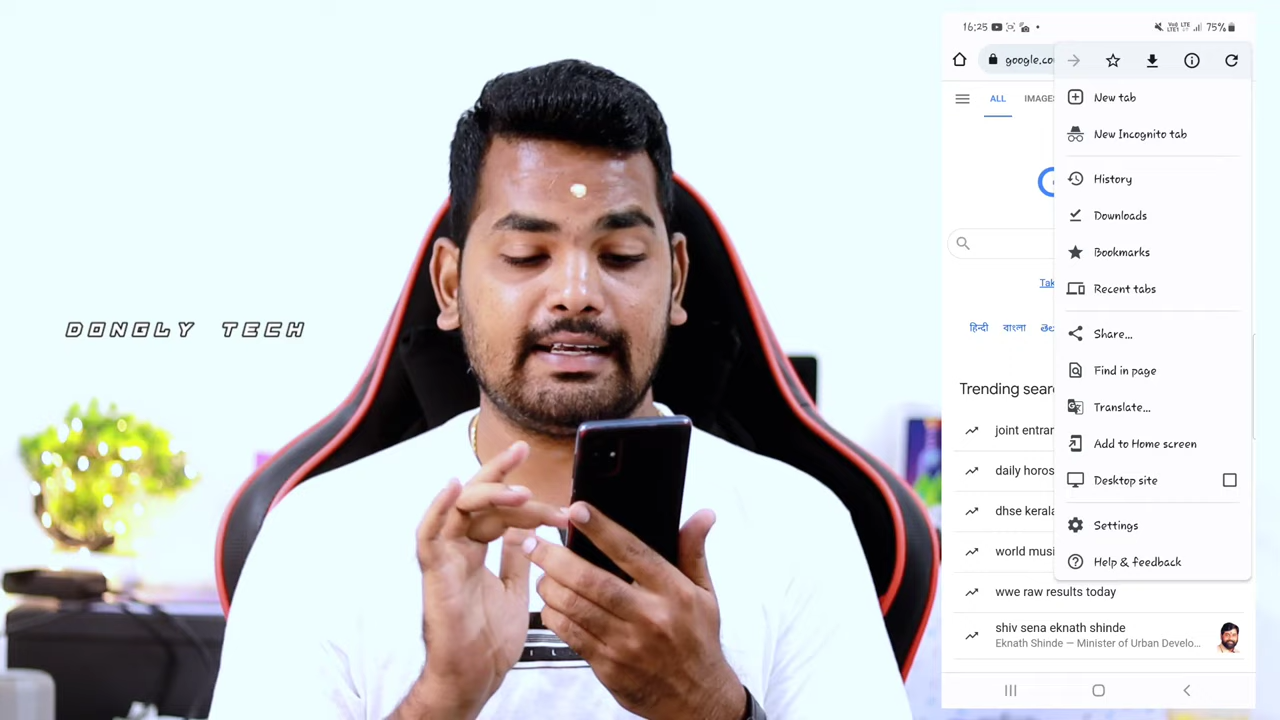 DONGLY TECH
16:25
75%
google.co
New tab
ALL
IMAGES
New Incognito tab
History
Downloads
Bookmarks
Recent tabs
Tak
हिन्दी বাংলা
Share...
Find in page
Trending sear
Translate...
joint entran
Add to Home screen
daily horos
Desktop site
dhse kerala
Settings
world musi
Help & feedback
wwe raw results today
shiv sena eknath shinde
Eknath Shinde — Minister of Urban Develo...